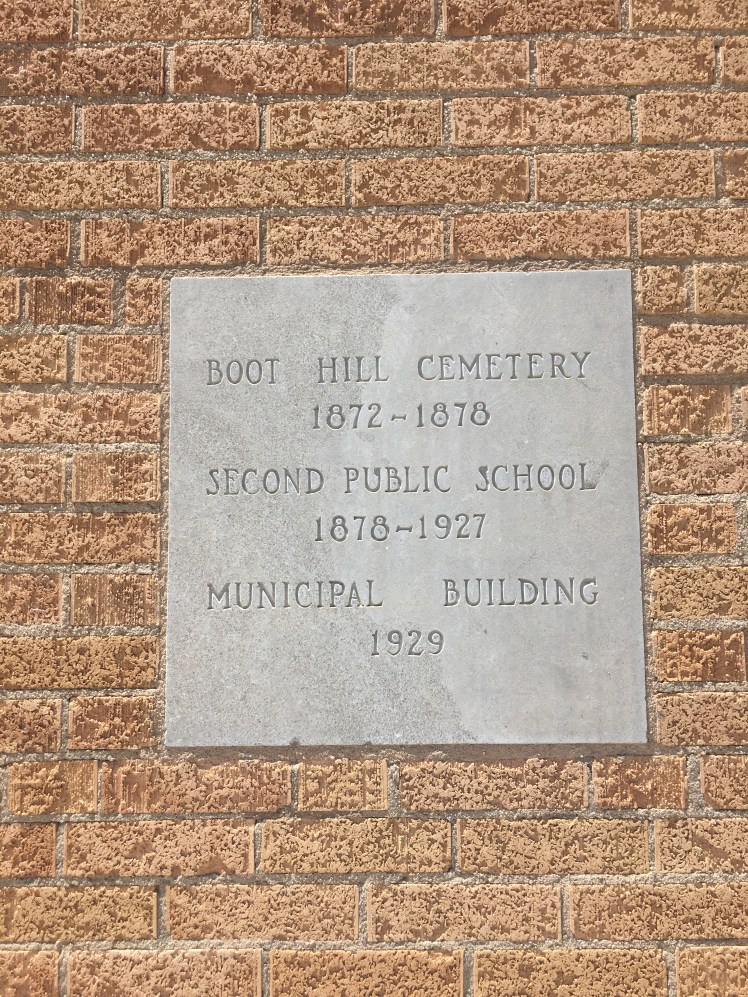 BOOT HILL CEMETERY
1872-1878
SECOND PUBLIC SCHOOL
1878-1927
MUNICIPAL BUILDING
1929